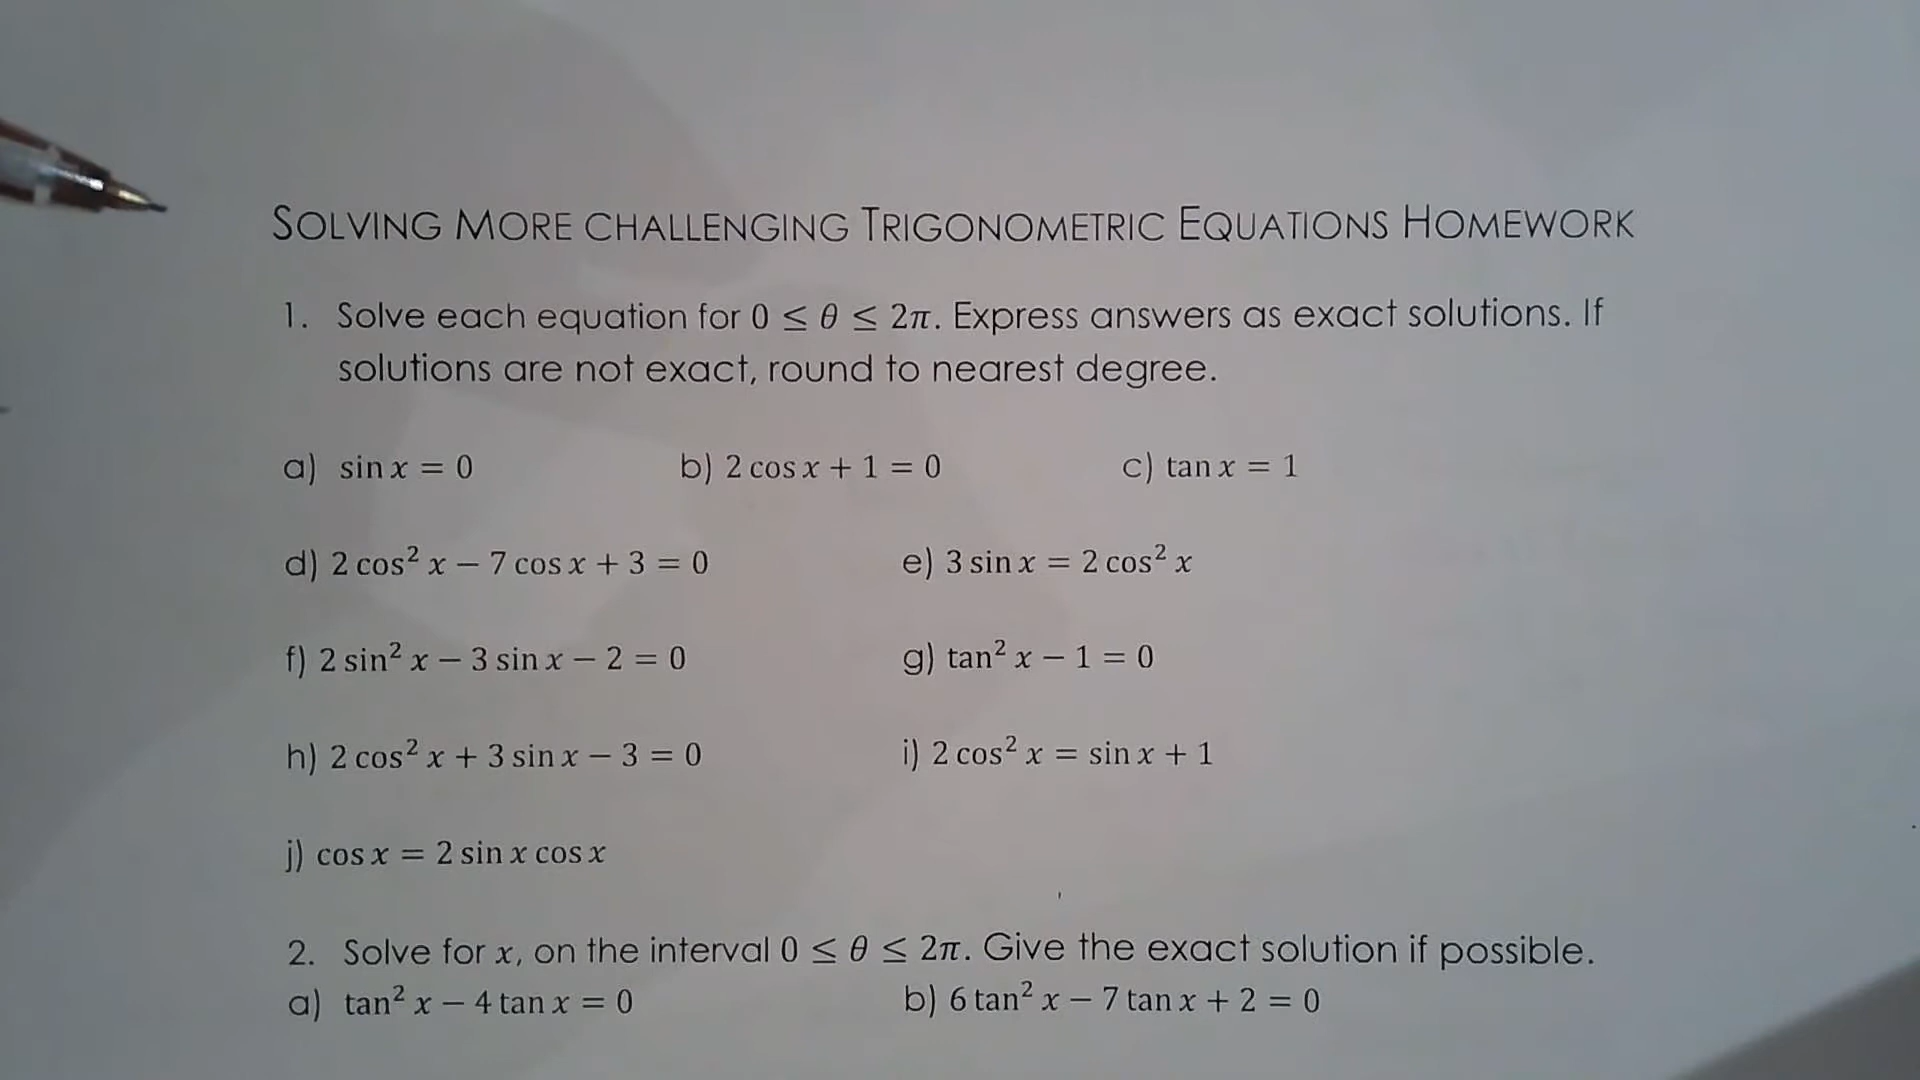 SOLVING MORE CHALLENGING TRIGONOMETRIC EQUATIONS HOMEWORK
1. Solve each equation for 0 ≤ θ ≤ 2π. Express answers as exact solutions. If
solutions are not exact, round to nearest degree.
a) sin x = 0 b) 2 cos x + 1 = 0 c) tan x = 1
d) 2 cos² x − 7 cos x + 3 = 0 e) 3 sin x = 2 cos² x
f) 2 sin² x − 3 sin x − 2 = 0 g) tan² x − 1 = 0
h) 2 cos² x + 3 sin x − 3 = 0 i) 2 cos² x = sin x + 1
j) cos x = 2 sin x cos x
2. Solve for x, on the interval 0 ≤ θ ≤ 2π. Give the exact solution if possible.
a) tan² x − 4 tan x = 0 b) 6 tan² x − 7 tan x + 2 = 0